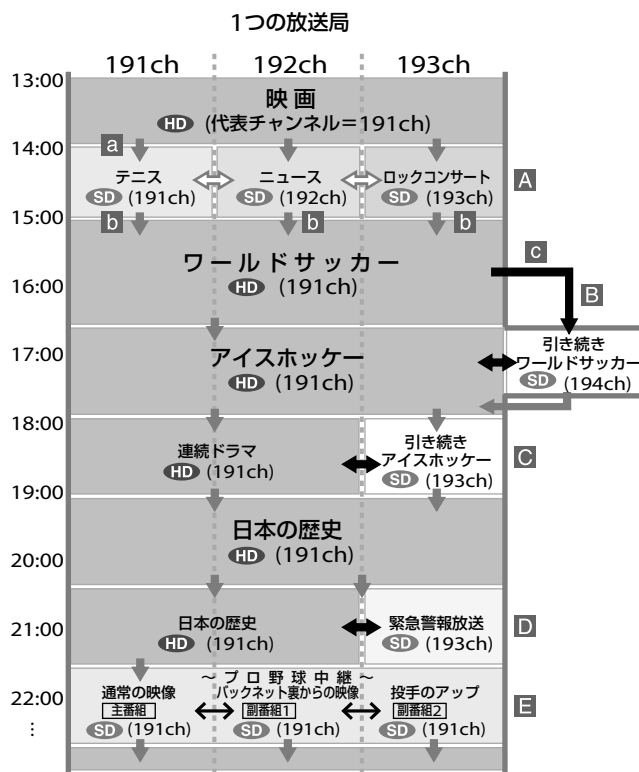 1つの放送局
191ch 192ch 193ch
13:00
映画
HD (代表チャンネル=191ch)
14:00
a
テニス
SD (191ch)
ニュース
SD (192ch)
ロックコンサート
SD (193ch)
A
15:00
b b b
ワールドサッカー
HD (191ch)
c
B
16:00
17:00
アイスホッケー
HD (191ch)
引き続き
ワールドサッカー
SD (194ch)
18:00
連続ドラマ
HD (191ch)
引き続き
アイスホッケー
SD (193ch)
C
19:00
日本の歴史
HD (191ch)
20:00
21:00
日本の歴史
HD (191ch)
緊急警報放送
SD (193ch)
D
~プロ野球中継~
22:00
通常の映像
主番組
SD (191ch)
バックネット裏からの映像
副番組1
SD (191ch)
投手のアップ
副番組2
SD (191ch)
E
⋮